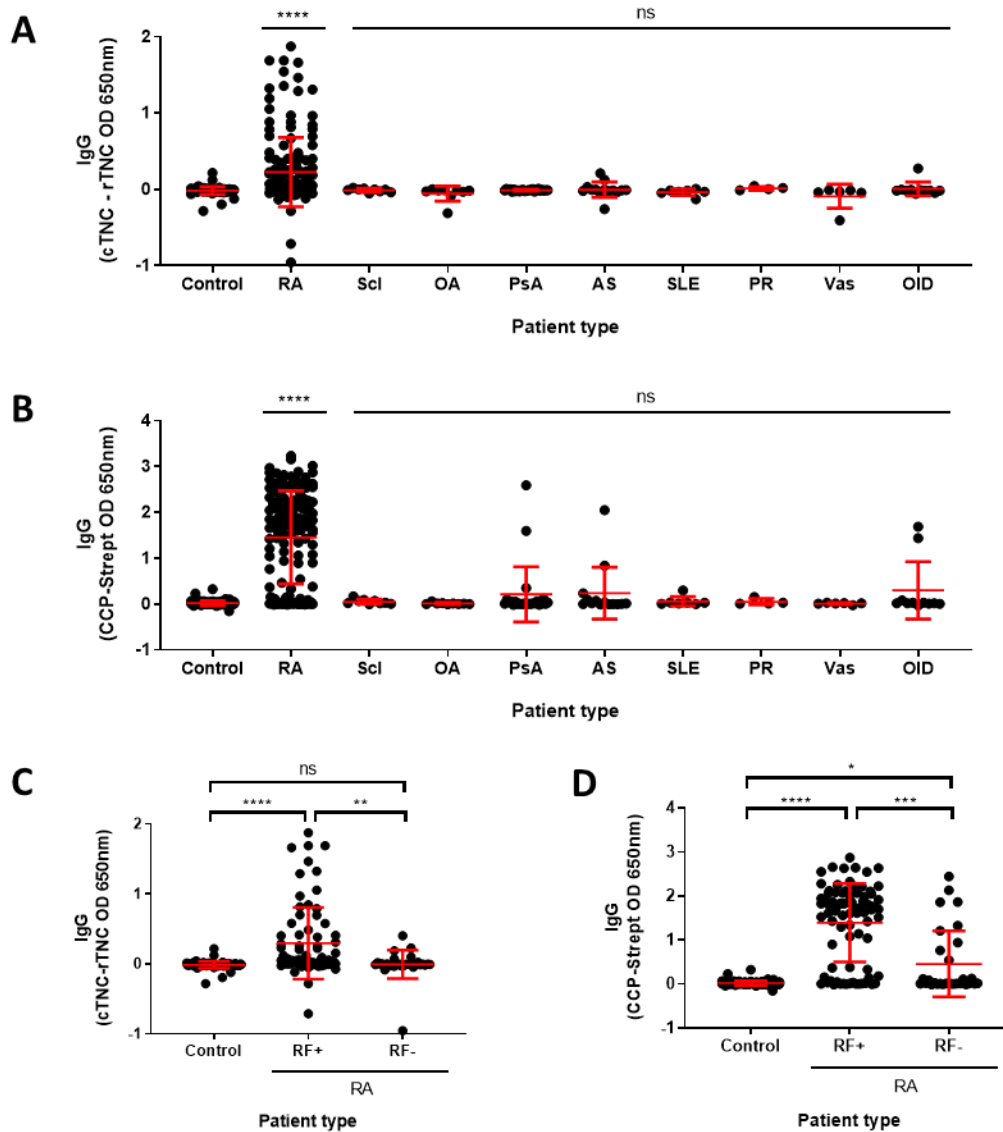 A
****
ns
IgG
(cTNC - rTNC OD 650nm)
2
1
0
-1
Control RA Scl OA PsA AS SLE PR Vas OID
Patient type
B
****
ns
IgG
(CCP-Strept OD 650nm)
4
3
2
1
0
-1
Control RA Scl OA PsA AS SLE PR Vas OID
Patient type
C
ns
**** **
IgG
(cTNC-rTNC OD 650nm)
2
1
0
-1
Control RF+ RF-
RA
Patient type
D
*
**** ***
IgG
(CCP-Strept OD 650nm)
4
3
2
1
0
-1
Control RF+ RF-
RA
Patient type